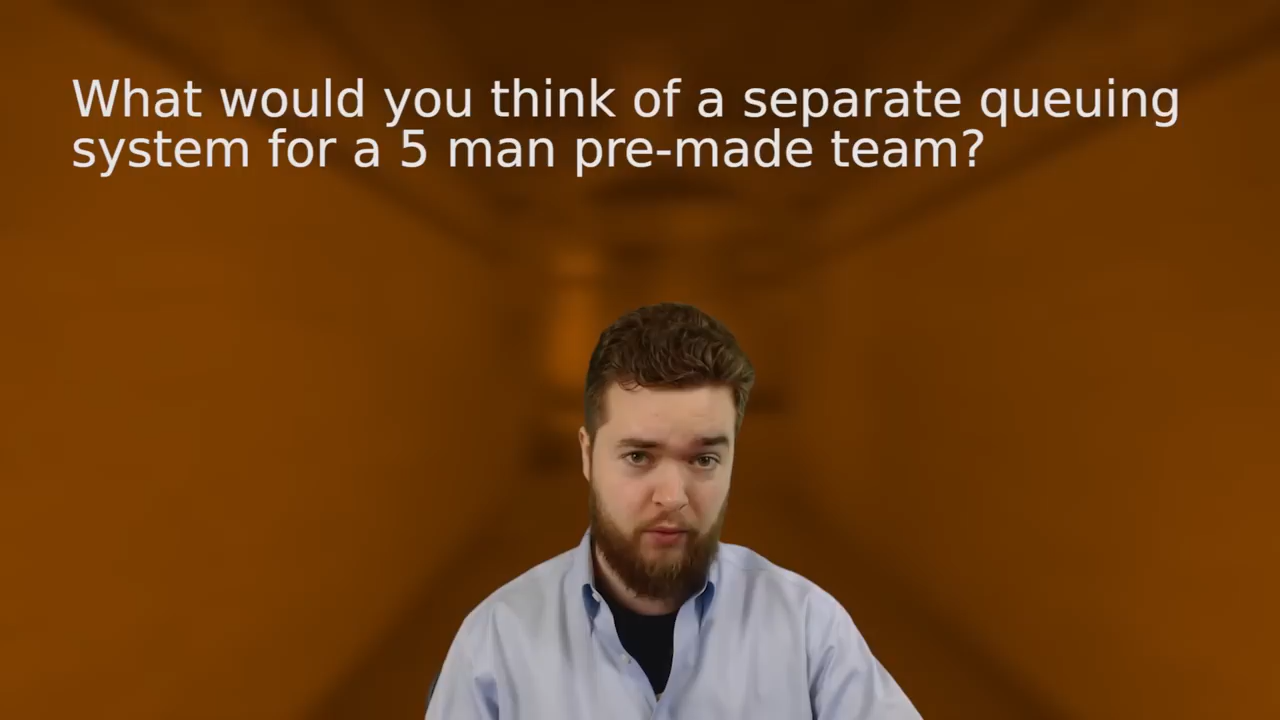 What would you think of a separate queuing
system for a 5 man pre-made team?